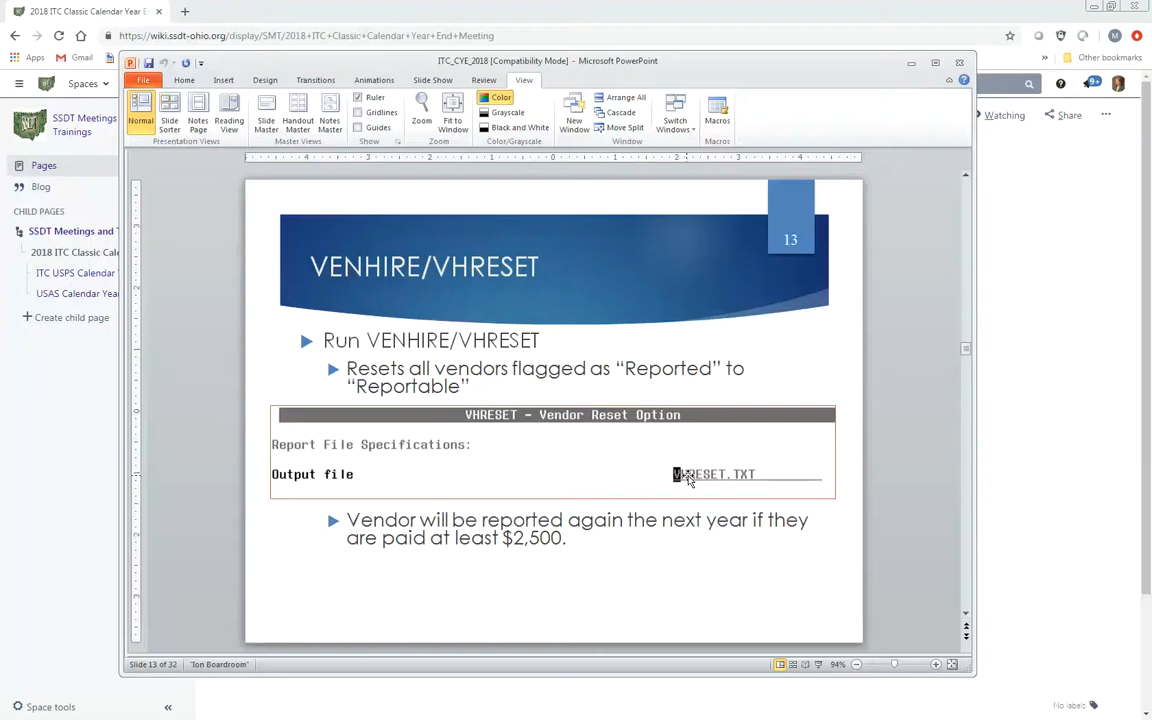 2018 ITC Classic Calendar Year E
https://wiki.ssdt-ohio.org/display/SMT/2018+ITC+Classic+Calendar+Year+End+Meeting
Apps
Gmail
Other bookmarks
Spaces
9+
SSDT Meetings
Trainings
Watching
Share
Pages
Blog
CHILD PAGES
SSDT Meetings and
2018 ITC Classic Cale
ITC USPS Calendar
USAS Calendar Yea
Create child page
Space tools
No labels
ITC_CYE_2018 [Compatibility Mode] - Microsoft PowerPoint
File
Home
Insert
Design
Transitions
Animations
Slide Show
Review
View
Normal
Slide Sorter
Notes Page
Reading View
Presentation Views
Slide Master
Handout Master
Notes Master
Master Views
Ruler
Gridlines
Guides
Show
Zoom
Fit to Window
Zoom
Color
Grayscale
Black and White
Color/Grayscale
New Window
Arrange All
Cascade
Move Split
Window
Switch Windows
Macros
Macros
13
VENHIRE/VHRESET
Run VENHIRE/VHRESET
Resets all vendors flagged as “Reported” to
“Reportable”
VHRESET - Vendor Reset Option
Report File Specifications:
Output file VHRESET.TXT
Vendor will be reported again the next year if they
are paid at least $2,500.
Slide 13 of 32
"Ion Boardroom"
94%